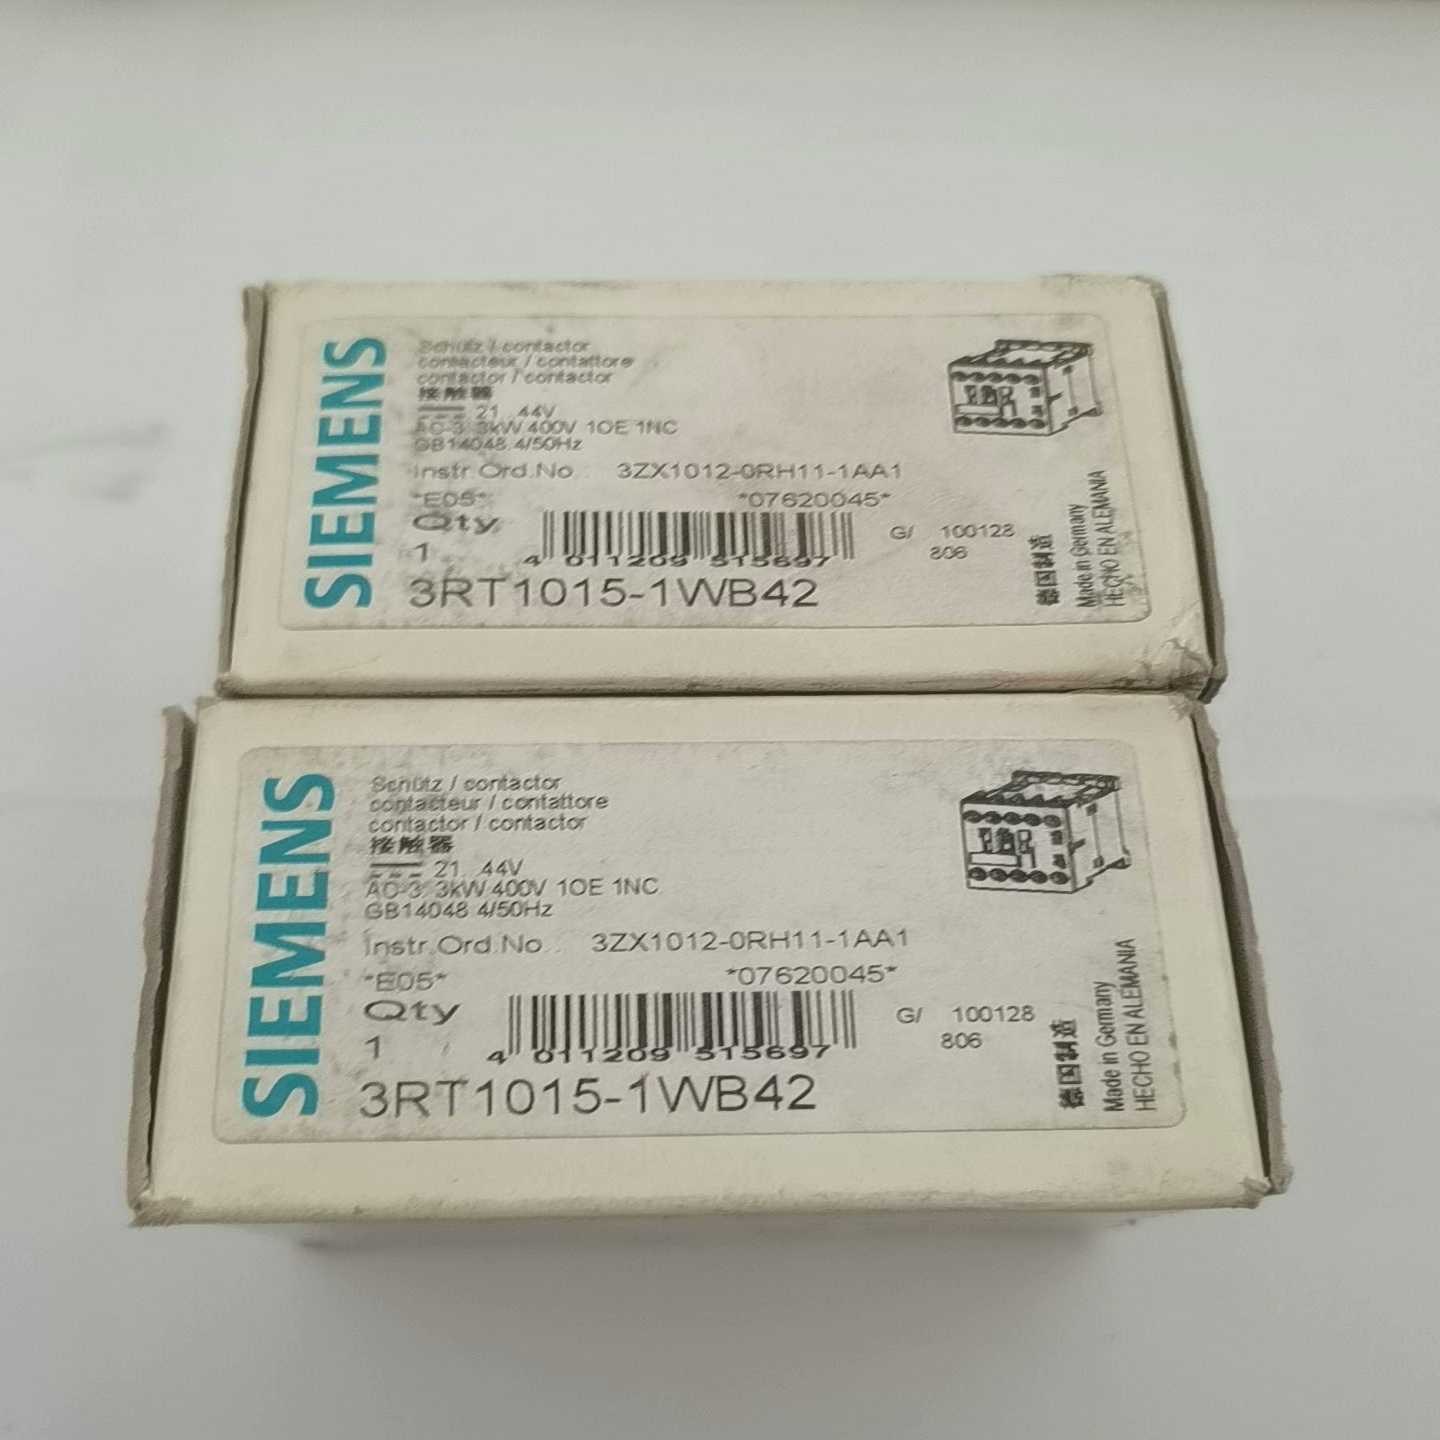 SIEMENS
Schütz / contactor
contacteur / contattore
contactor / contactor
接触器
21...44V
AC-3, 3kW 400V 1OE 1NC
GB14048.4/50Hz
Instr.Ord.No.: 3ZX1012-0RH11-1AA1
*E05* *07620045*
Qty
1
4 011209 515697
3RT1015-1WB42
G/ 100128
806
德国制造
Made in Germany
HECHO EN ALEMANIA
SIEMENS
Schütz / contactor
contacteur / contattore
contactor / contactor
接触器
21...44V
AC-3, 3kW 400V 1OE 1NC
GB14048.4/50Hz
Instr.Ord.No.: 3ZX1012-0RH11-1AA1
*E05* *07620045*
Qty
1
4 011209 515697
3RT1015-1WB42
G/ 100128
806
德国制造
Made in Germany
HECHO EN ALEMANIA